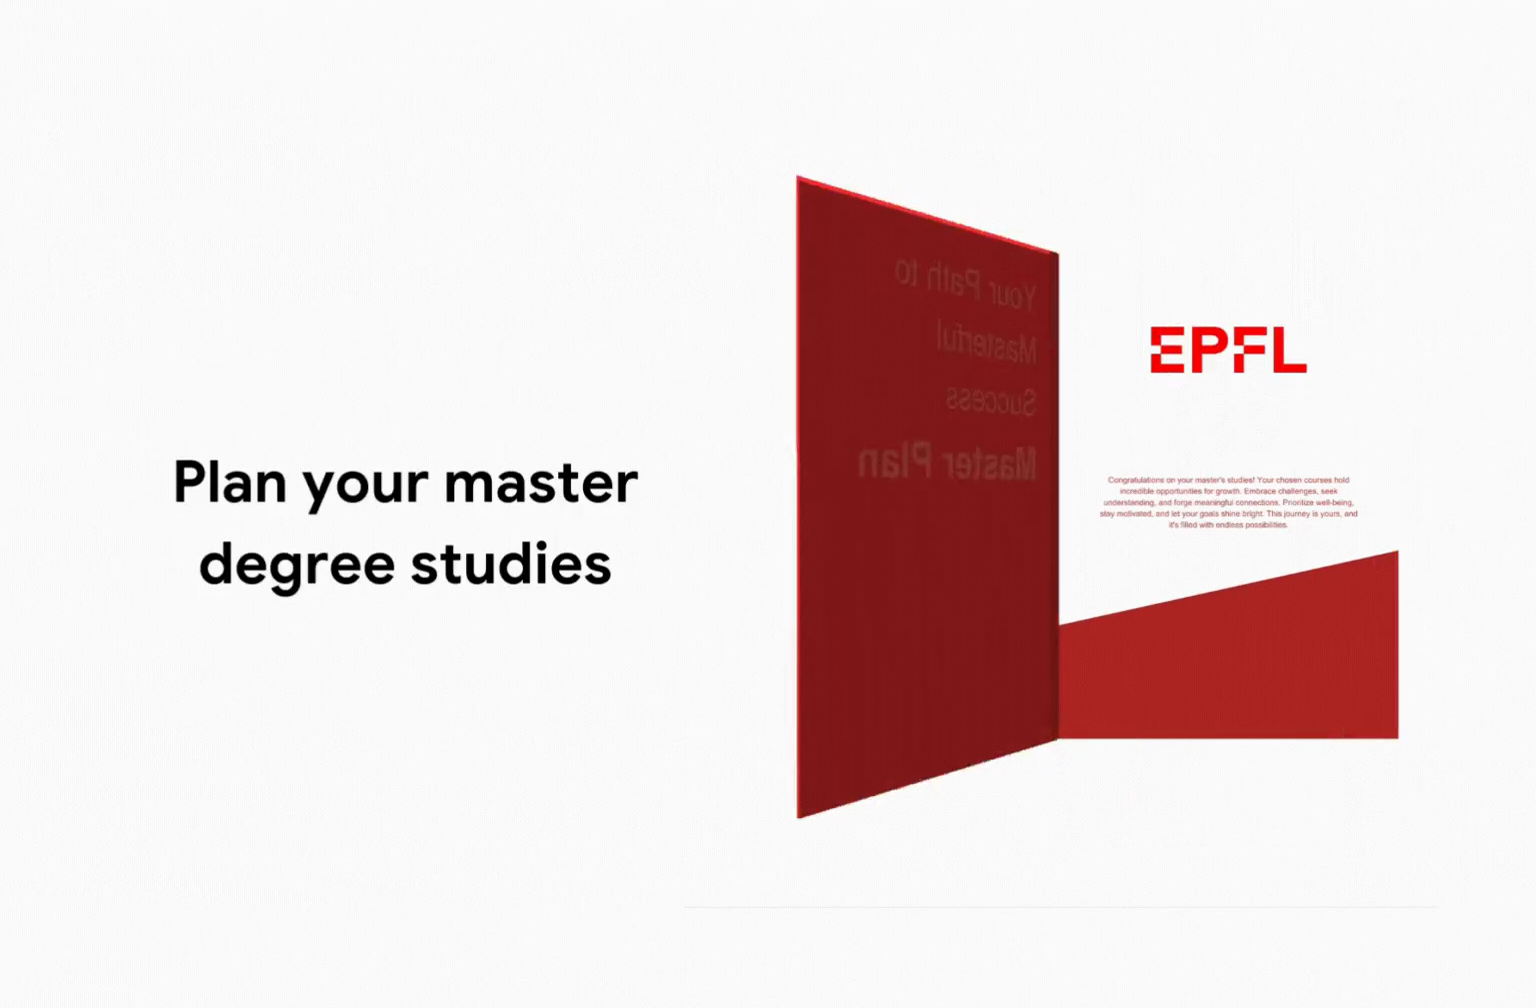 Plan your master
degree studies
Your Path to
Masterful
Success
Master Plan
EPFL
Congratulations on your master's studies! Your chosen courses hold
incredible opportunities for growth. Embrace challenges, seek
understanding, and forge meaningful connections. Prioritize well-being,
stay motivated, and let your goals shine bright. This journey is yours, and
it's filled with endless possibilities.